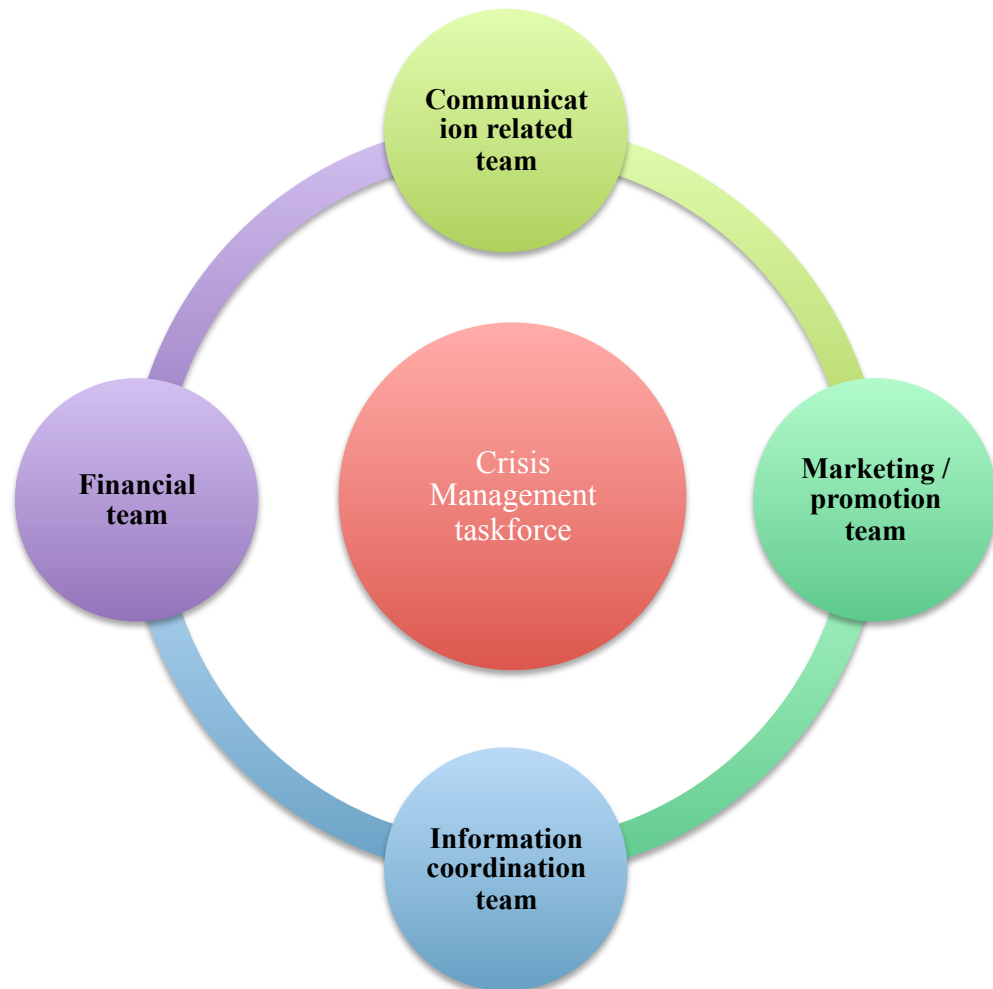 Communicat
ion related
team
Financial
team
Crisis
Management
taskforce
Marketing /
promotion
team
Information
coordination
team